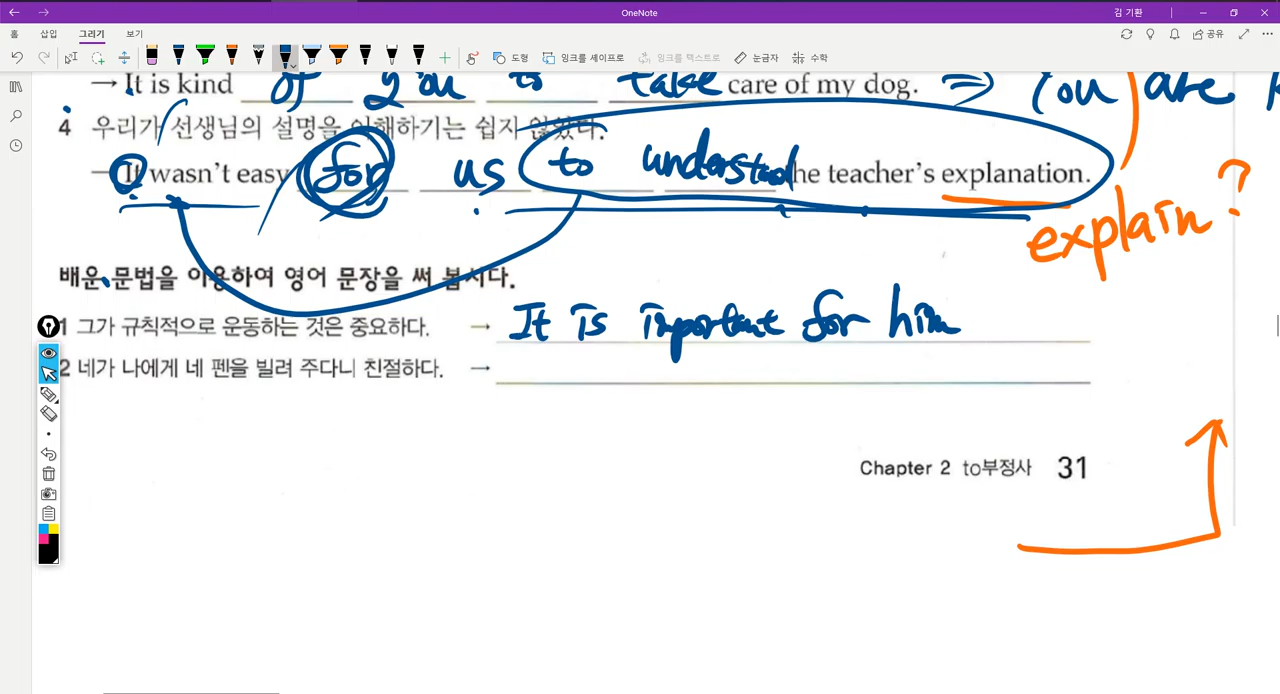 OneNote
김 기환
홈 삽입 그리기 보기
공유
도형 잉크를 셰이프로 잉크를 텍스트로 눈금자 수학
→ It is kind of you to take care of my dog. ⇒ You are
4 우리가 선생님의 설명을 이해하기는 쉽지 않았다.
→ It wasn't easy for us to understand the teacher's explanation.
explain?
배운 문법을 이용하여 영어 문장을 써 봅시다.
1 그가 규칙적으로 운동하는 것은 중요하다. → It is important for him
2 네가 나에게 네 펜을 빌려 주다니 친절하다. →
Chapter 2 to부정사 31